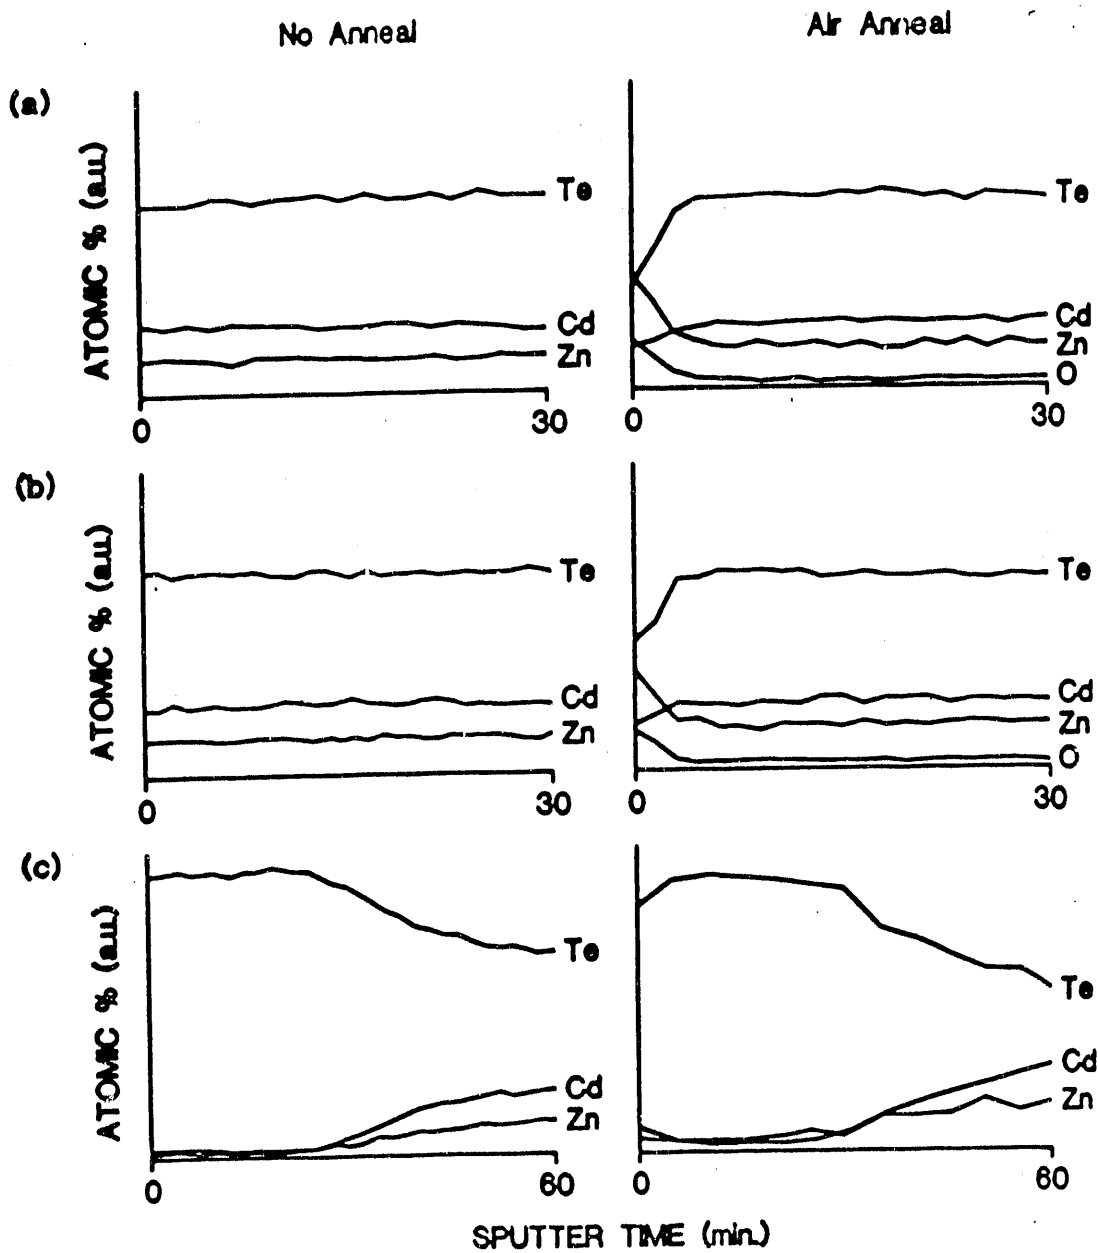 No Anneal
Air Anneal
(a)
ATOMIC % (a.u.)
Te
Cd
Zn
0
30
Te
Cd
Zn
O
0
30
(b)
ATOMIC % (a.u.)
Te
Cd
Zn
0
30
Te
Cd
Zn
O
0
30
(c)
ATOMIC % (a.u.)
Te
Cd
Zn
0
60
Te
Cd
Zn
0
60
SPUTTER TIME (min.)